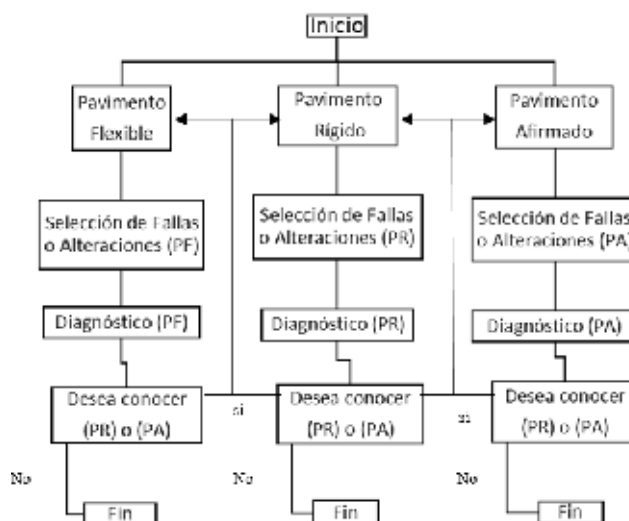 Inicio
Pavimento
Flexible
Pavimento
Rígido
Pavimento
Afirmado
Selección de Fallas
o Alteraciones (PF)
Selección de Fallas
o Alteraciones (PR)
Selección de Fallas
o Alteraciones (PA)
Diagnóstico (PF)
Diagnóstico (PR)
Diagnóstico (PA)
Desea conocer
(PR) o (PA)
si
Desea conocer
(PR) o (PA)
si
Desea conocer
(PR) o (PA)
No
No
No
Fin
Fin
Fin